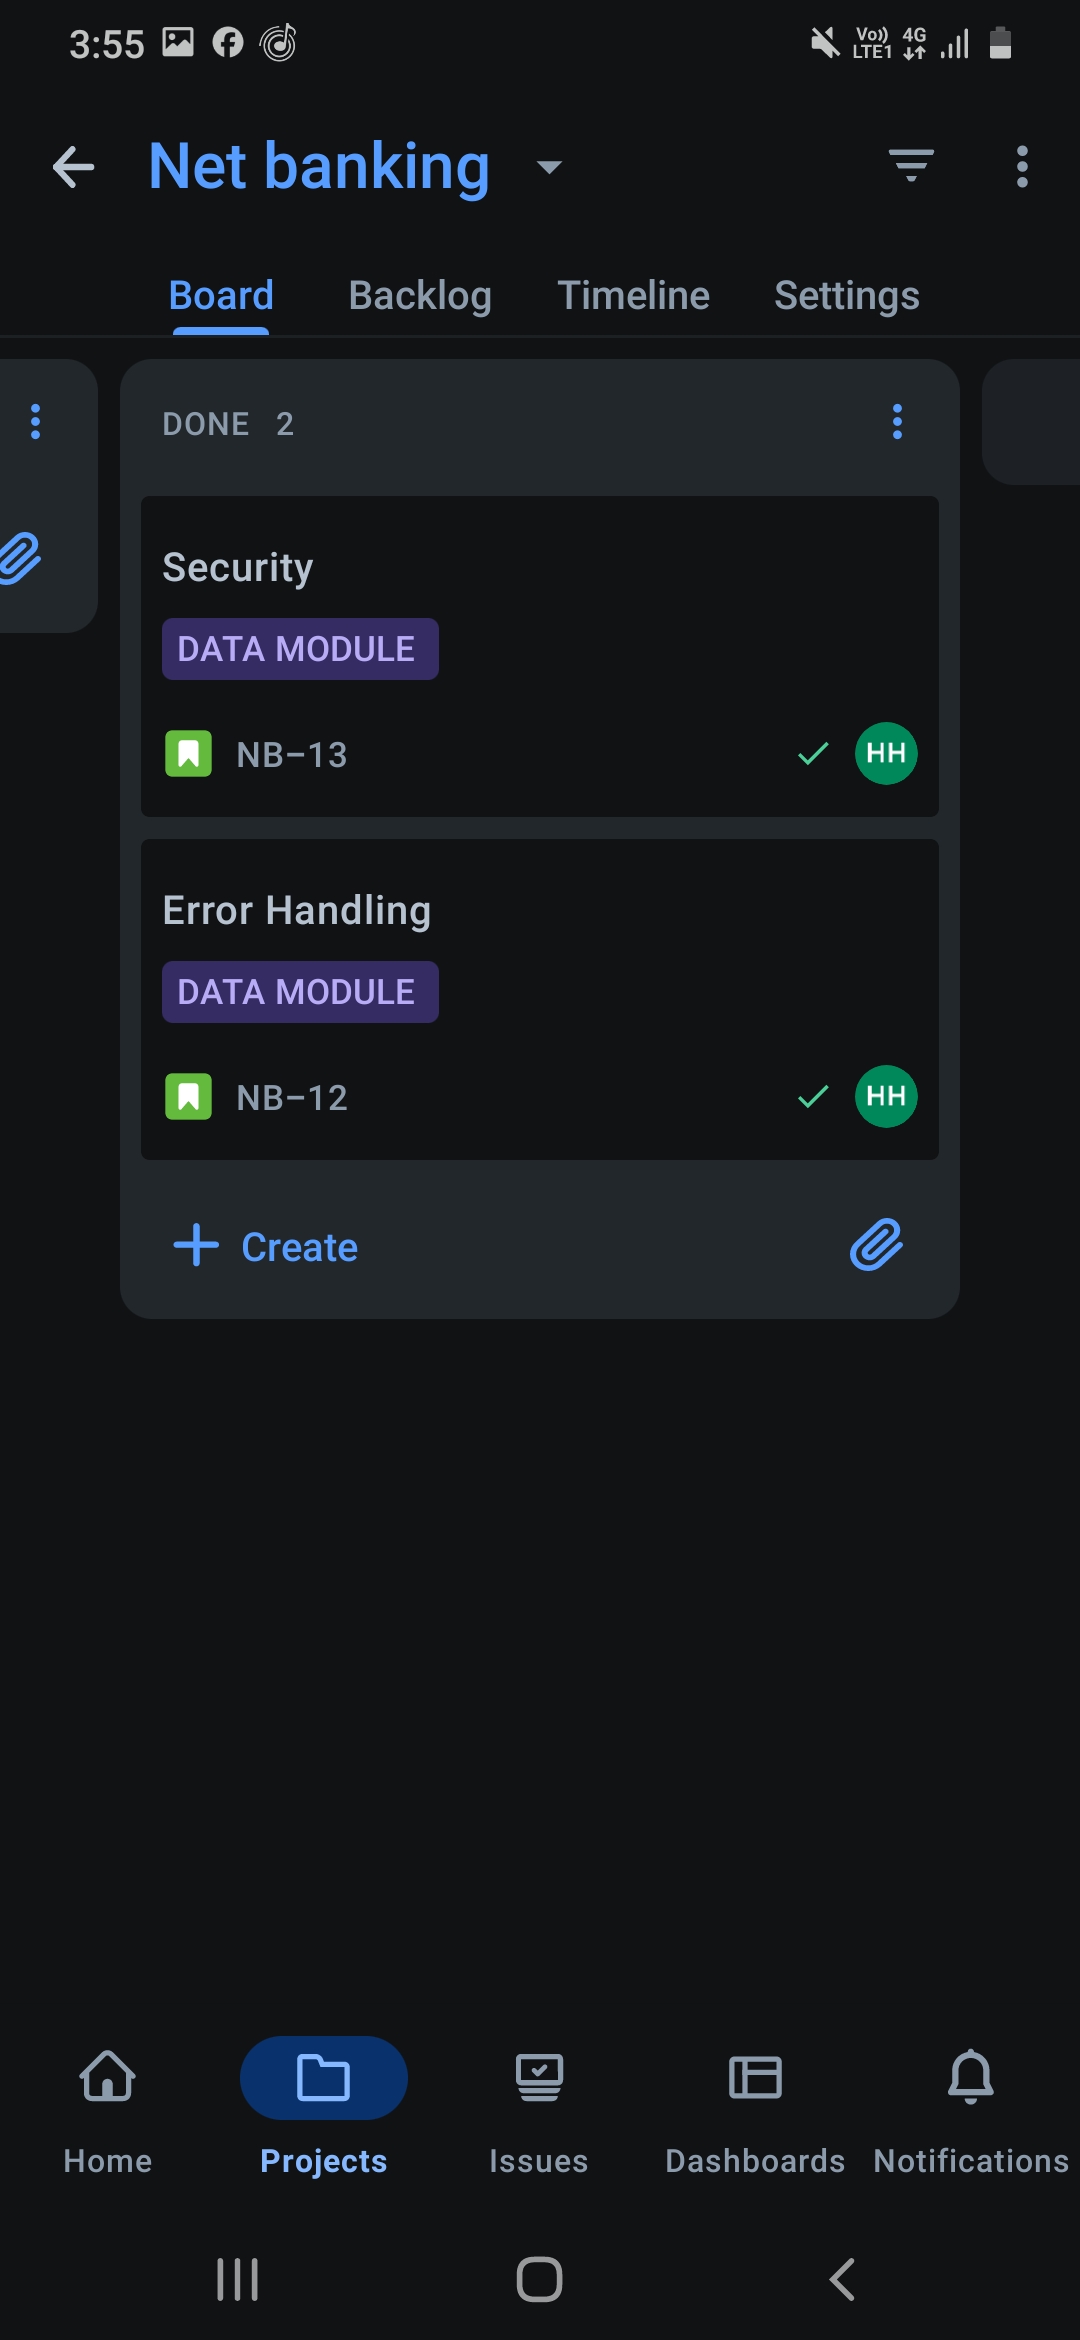 3:55 Vo)) LTE1 4G
Net banking
Board Backlog Timeline Settings
DONE 2
Security
DATA MODULE
NB-13 HH
Error Handling
DATA MODULE
NB-12 HH
Create
Home Projects Issues Dashboards Notifications